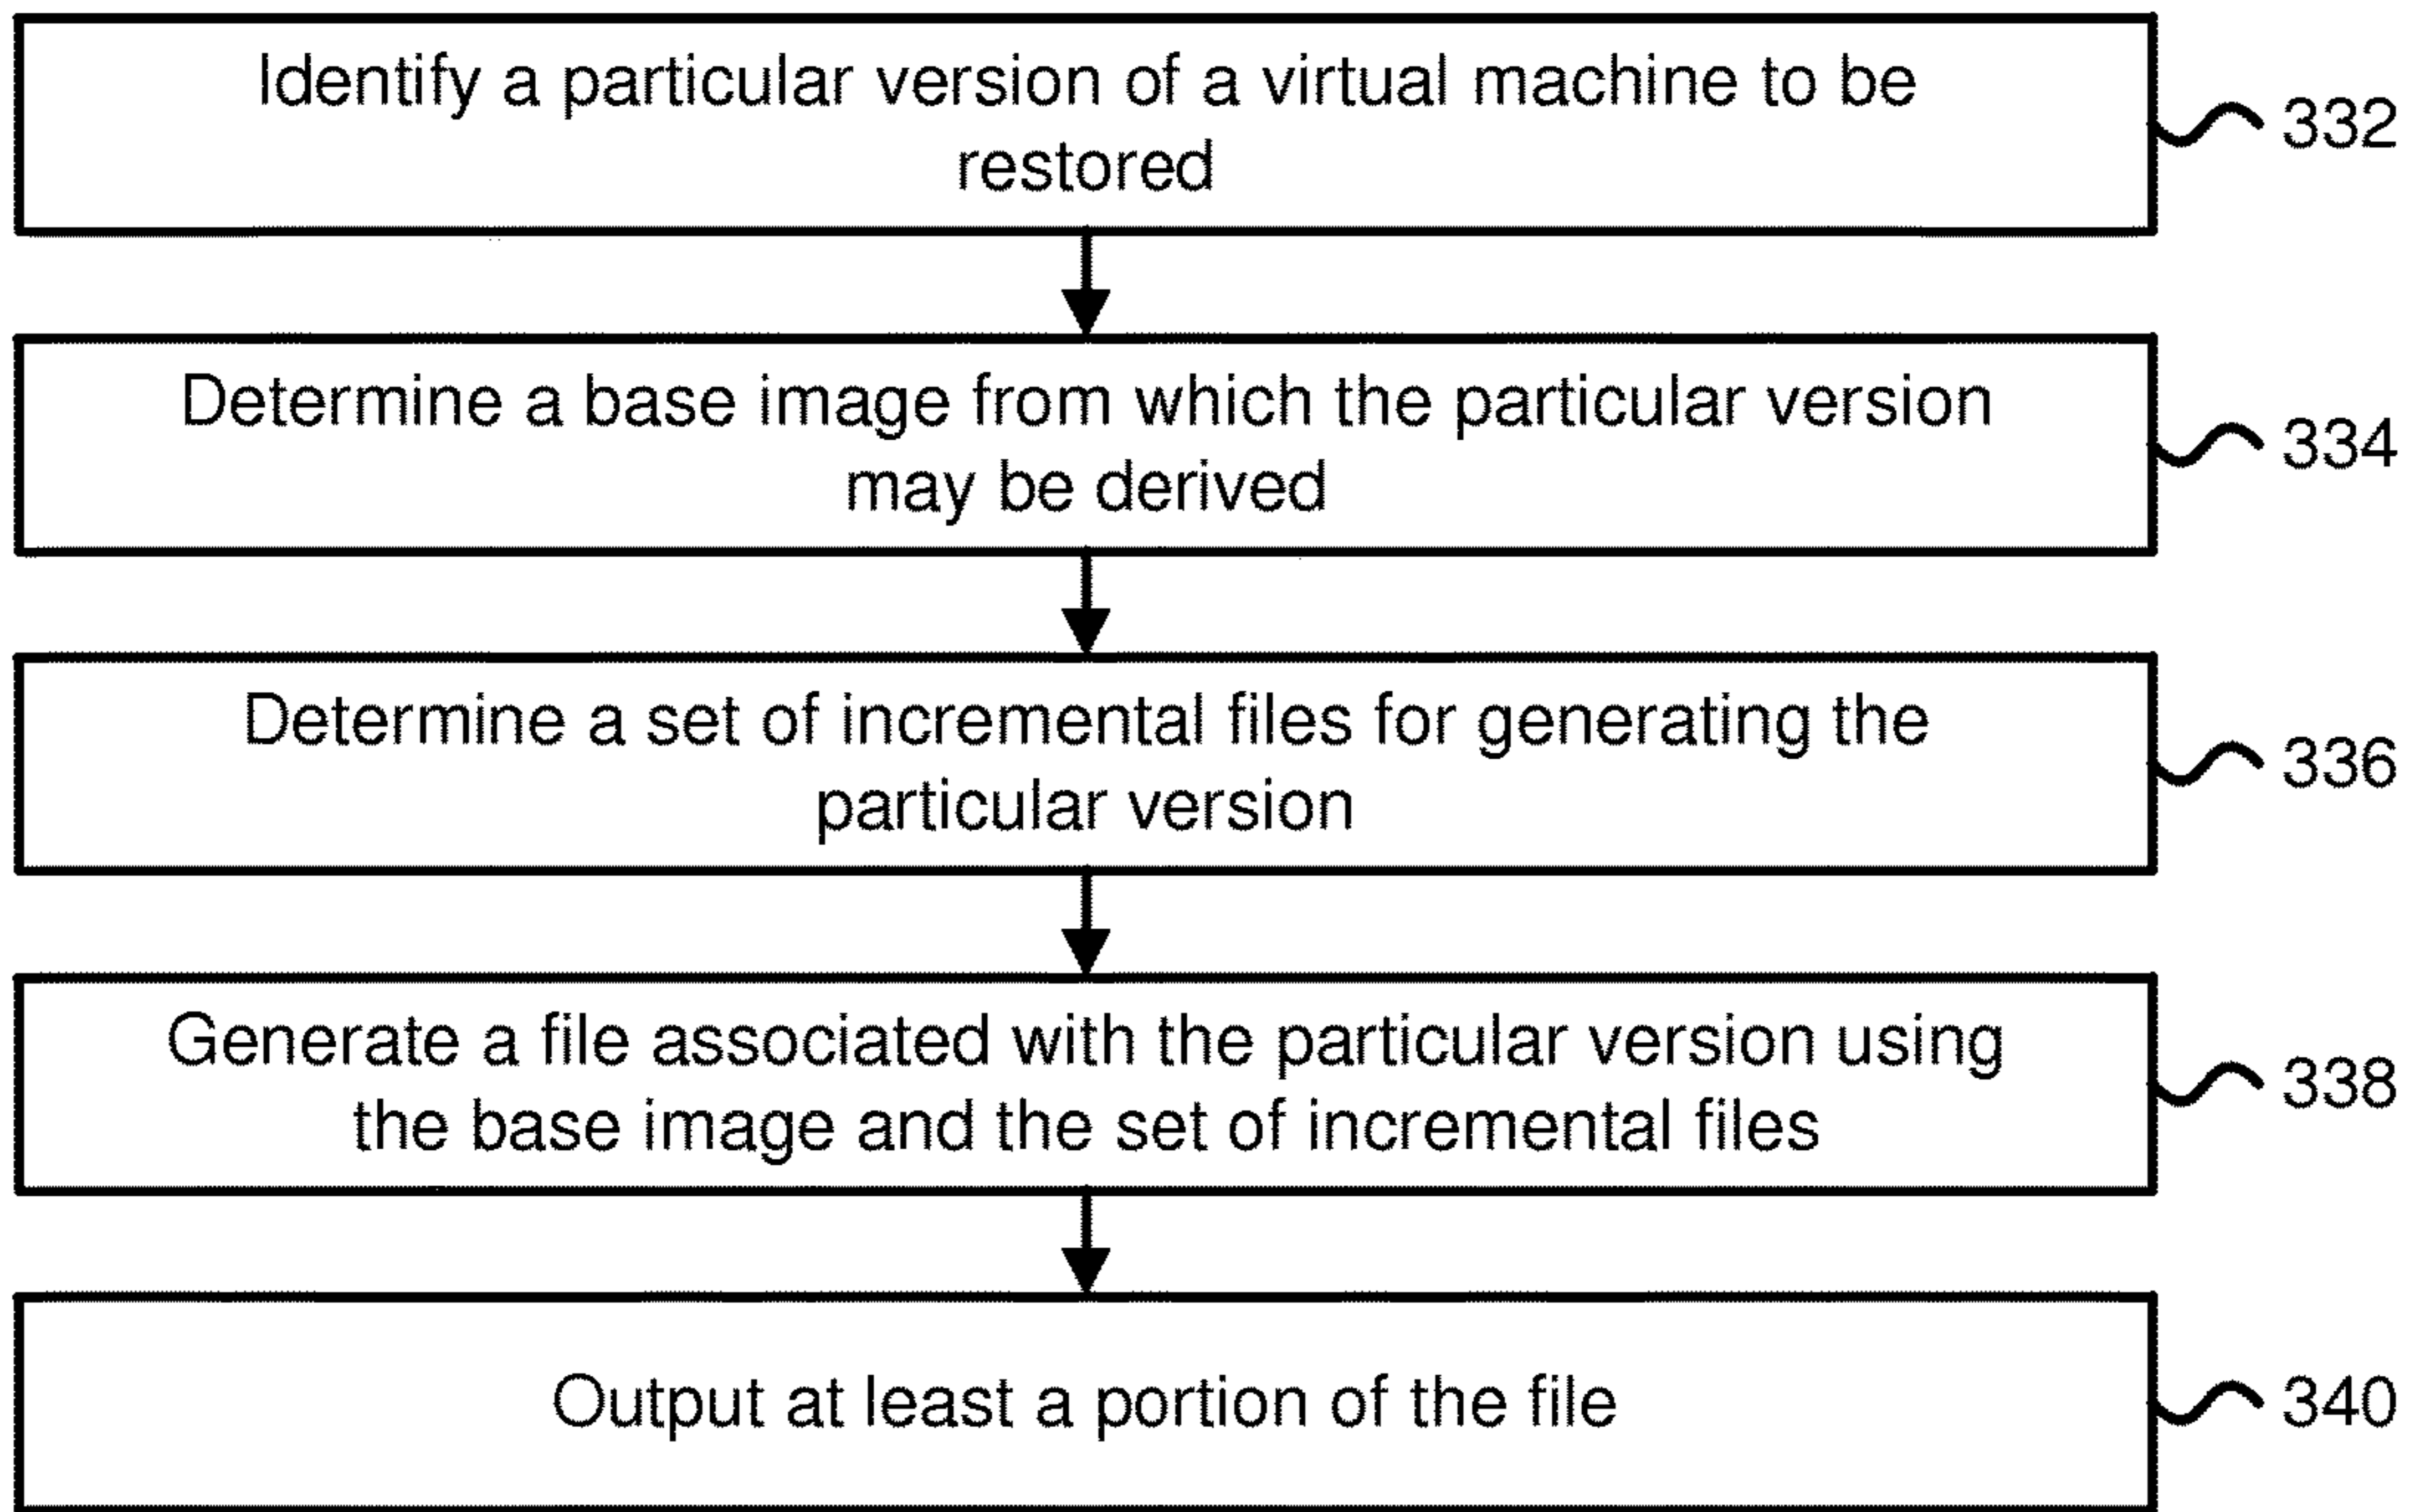 Identify a particular version of a virtual machine to be
restored
332
Determine a base image from which the particular version
may be derived
334
Determine a set of incremental files for generating the
particular version
336
Generate a file associated with the particular version using
the base image and the set of incremental files
338
Output at least a portion of the file
340